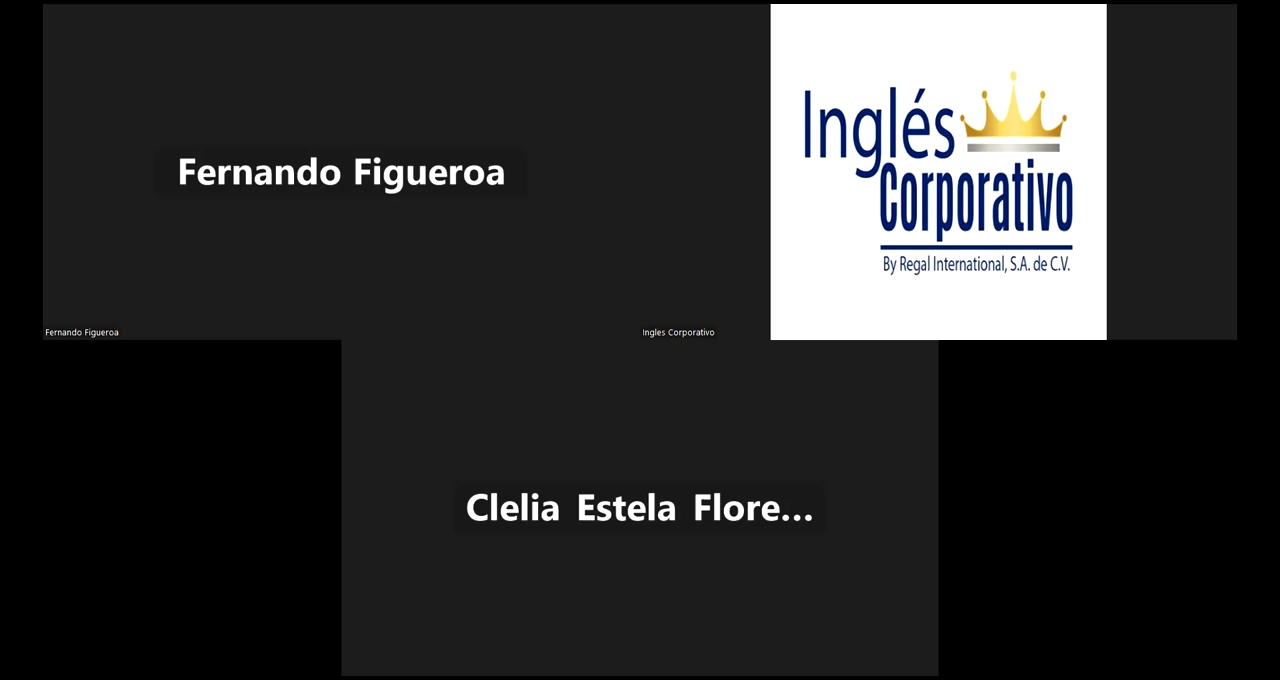 Fernando Figueroa
Inglés
Corporativo
By Regal International, S.A. de C.V.
Fernando Figueroa
Ingles Corporativo
Clelia Estela Flore...